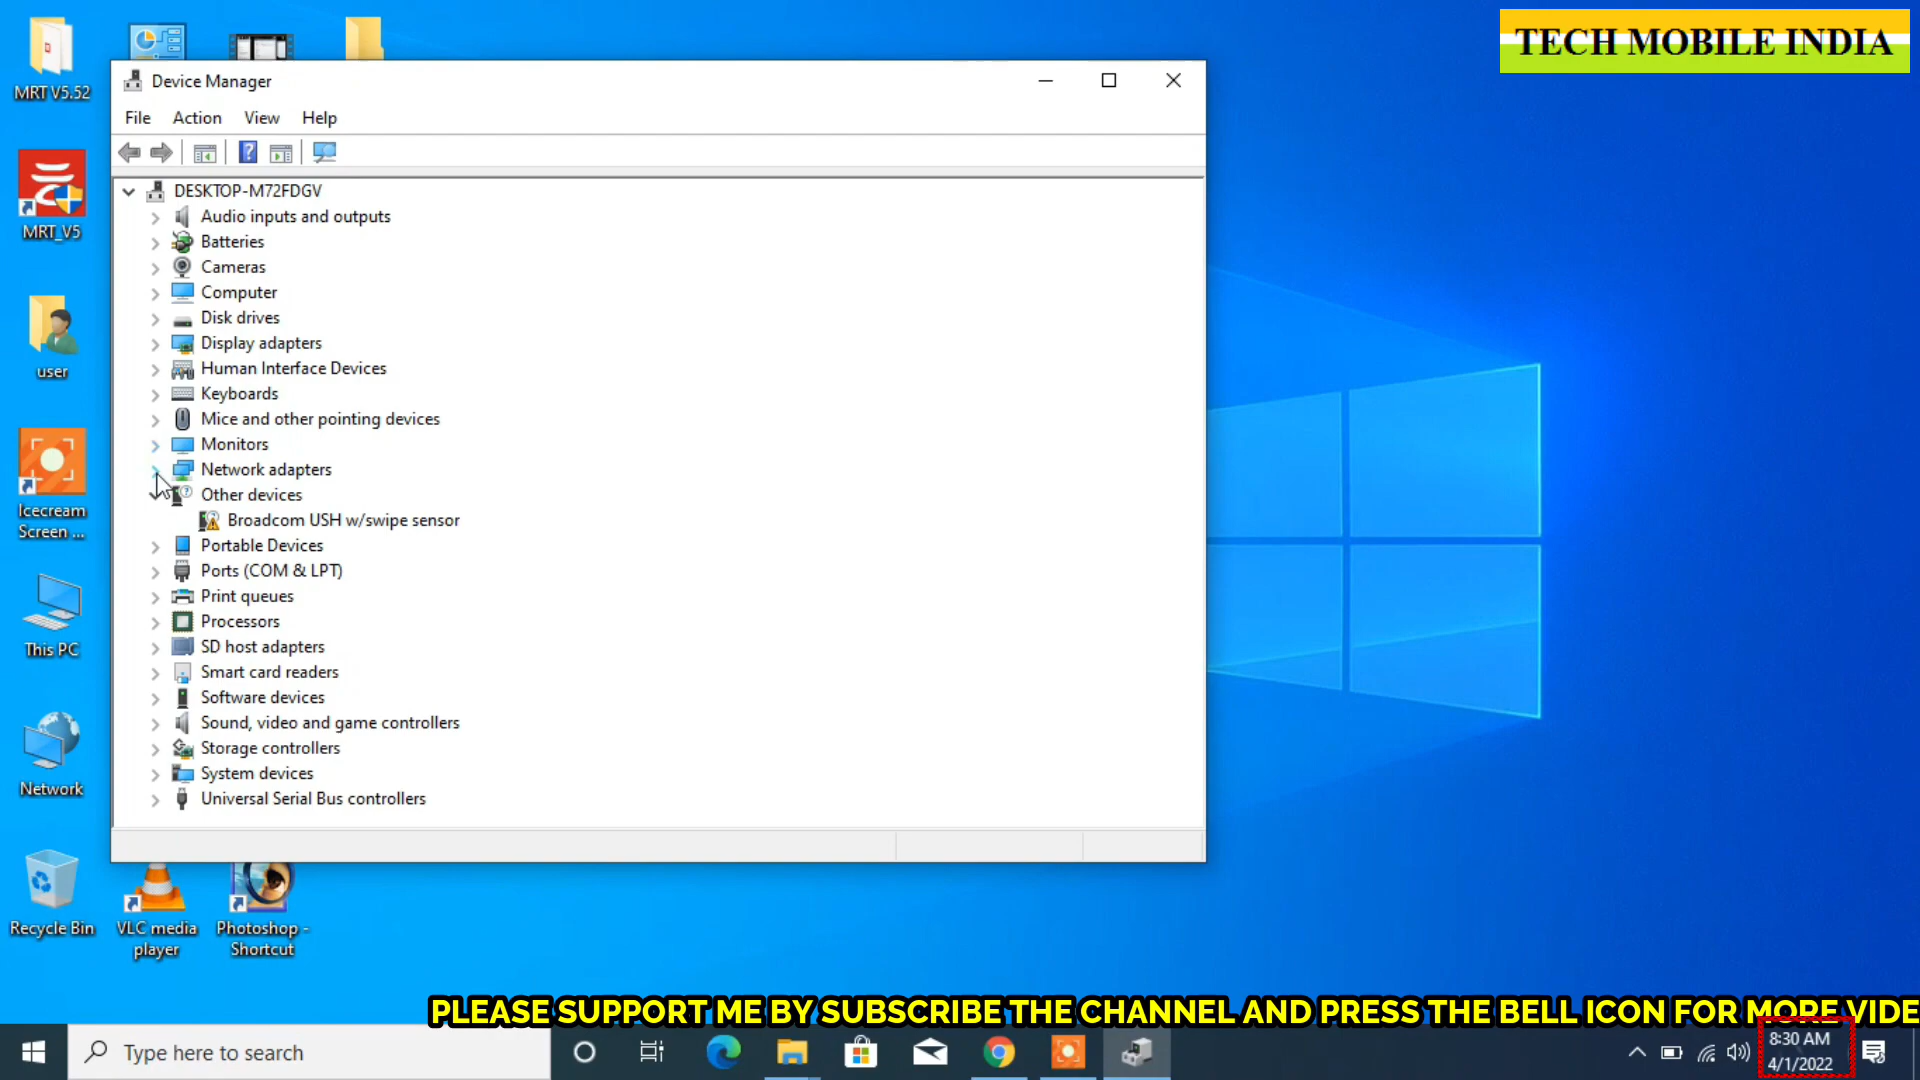 TECH MOBILE INDIA
MRT V5.52
MRT_V5
user
Icecream
Screen ...
This PC
Network
Recycle Bin
VLC media
player
Photoshop -
Shortcut
Device Manager
File Action View Help
DESKTOP-M72FDGV
Audio inputs and outputs
Batteries
Cameras
Computer
Disk drives
Display adapters
Human Interface Devices
Keyboards
Mice and other pointing devices
Monitors
Network adapters
Other devices
Broadcom USH w/swipe sensor
Portable Devices
Ports (COM & LPT)
Print queues
Processors
SD host adapters
Smart card readers
Software devices
Sound, video and game controllers
Storage controllers
System devices
Universal Serial Bus controllers
PLEASE SUPPORT ME BY SUBSCRIBE THE CHANNEL AND PRESS THE BELL ICON FOR MORE VIDE
Type here to search
8:30 AM
4/1/2022